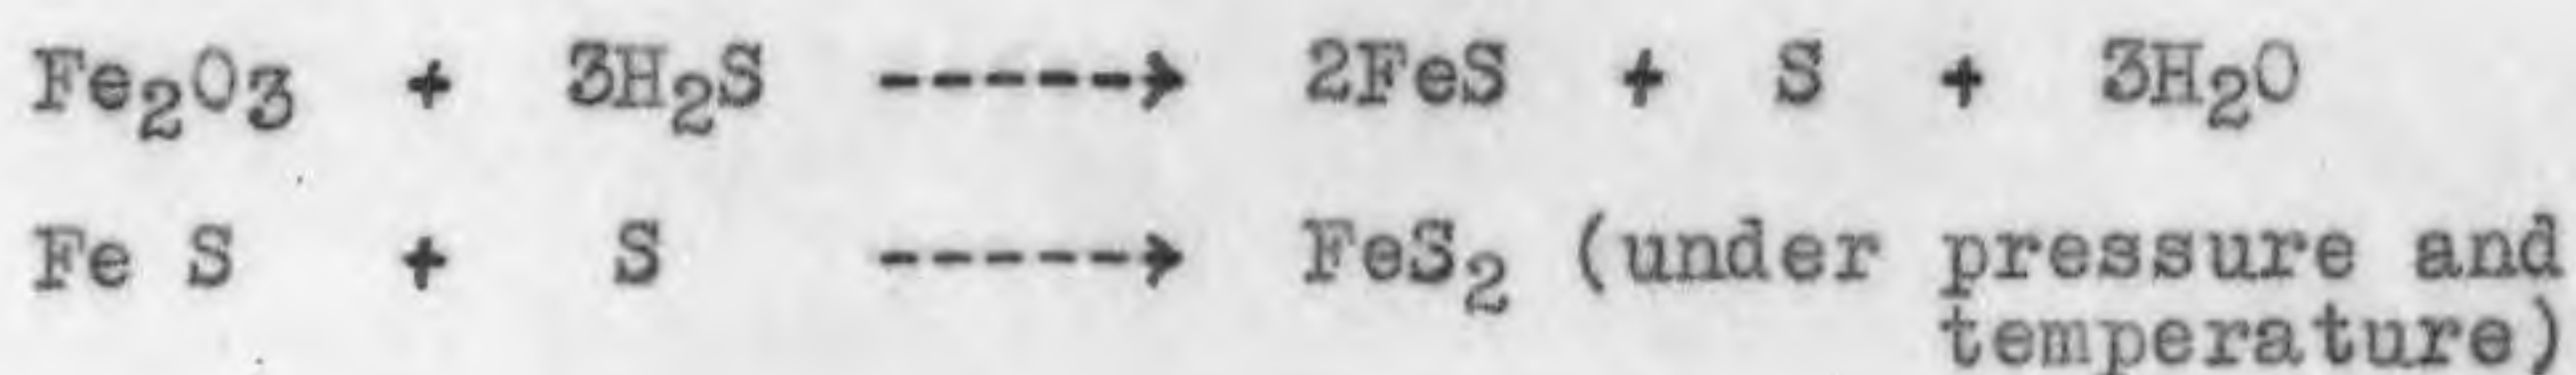 Fe₂O₃ + 3H₂S ------> 2FeS + S + 3H₂O
Fe S + S ------> FeS₂ (under pressure and
temperature)